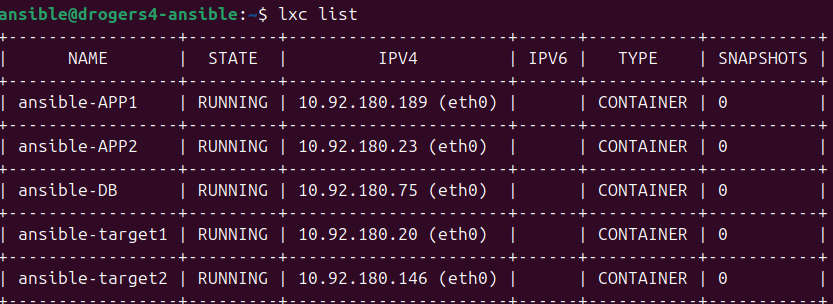 ansible@drogers4-ansible:~$ lxc list
+-----------------+---------+----------------------+------+-----------+-----------+
| NAME | STATE | IPV4 | IPV6 | TYPE | SNAPSHOTS |
+-----------------+---------+----------------------+------+-----------+-----------+
| ansible-APP1 | RUNNING | 10.92.180.189 (eth0) | | CONTAINER | 0 |
+-----------------+---------+----------------------+------+-----------+-----------+
| ansible-APP2 | RUNNING | 10.92.180.23 (eth0) | | CONTAINER | 0 |
+-----------------+---------+----------------------+------+-----------+-----------+
| ansible-DB | RUNNING | 10.92.180.75 (eth0) | | CONTAINER | 0 |
+-----------------+---------+----------------------+------+-----------+-----------+
| ansible-target1 | RUNNING | 10.92.180.20 (eth0) | | CONTAINER | 0 |
+-----------------+---------+----------------------+------+-----------+-----------+
| ansible-target2 | RUNNING | 10.92.180.146 (eth0) | | CONTAINER | 0 |
+-----------------+---------+----------------------+------+-----------+-----------+